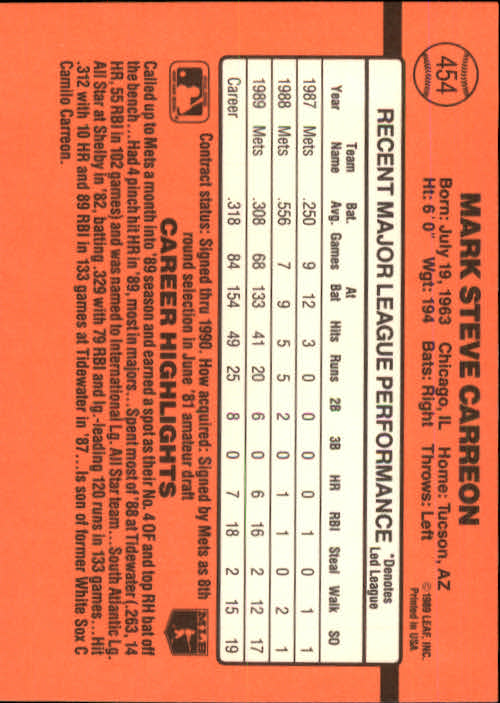 454
MARK STEVE CARREON
Born: July 19, 1963 Chicago, IL Home: Tucson, AZ
Ht: 6' 0" Wgt: 194 Bats: Right Throws: Left
© 1989 LEAF, INC.
Printed in USA
RECENT MAJOR LEAGUE PERFORMANCE *Denotes Led League
Year Team Name Bat. Avg. Games At Bat Hits Runs 2B 3B HR RBI Steal Walk SO
1987 Mets .250 9 12 3 0 0 0 0 1 0 1 1
1988 Mets .556 7 9 5 5 2 0 1 1 0 2 1
1989 Mets .308 68 133 41 20 6 0 6 16 2 12 17
Career .318 84 154 49 25 8 0 7 18 2 15 19
Contract status: Signed thru 1990. How acquired: Signed by Mets as 8th
round selection in June '81 amateur draft
CAREER HIGHLIGHTS
MLB
Called up to Mets a month into '89 season and earned a spot as their No. 4 OF and top RH bat off
the bench...Had 4 pinch hit HR in '89, most in majors...Spent most of '88 at Tidewater (.263, 14
HR, 55 RBI in 102 games) and was named to International Lg. All Star team...South Atlantic Lg-
All Star at Shelby in '82, batting .329 with 79 RBI and lg.-leading 120 runs in 133 games...Hit
.312 with 10 HR and 89 RBI in 133 games at Tidewater in '87...Is son of former White Sox C
Camilo Carreon.